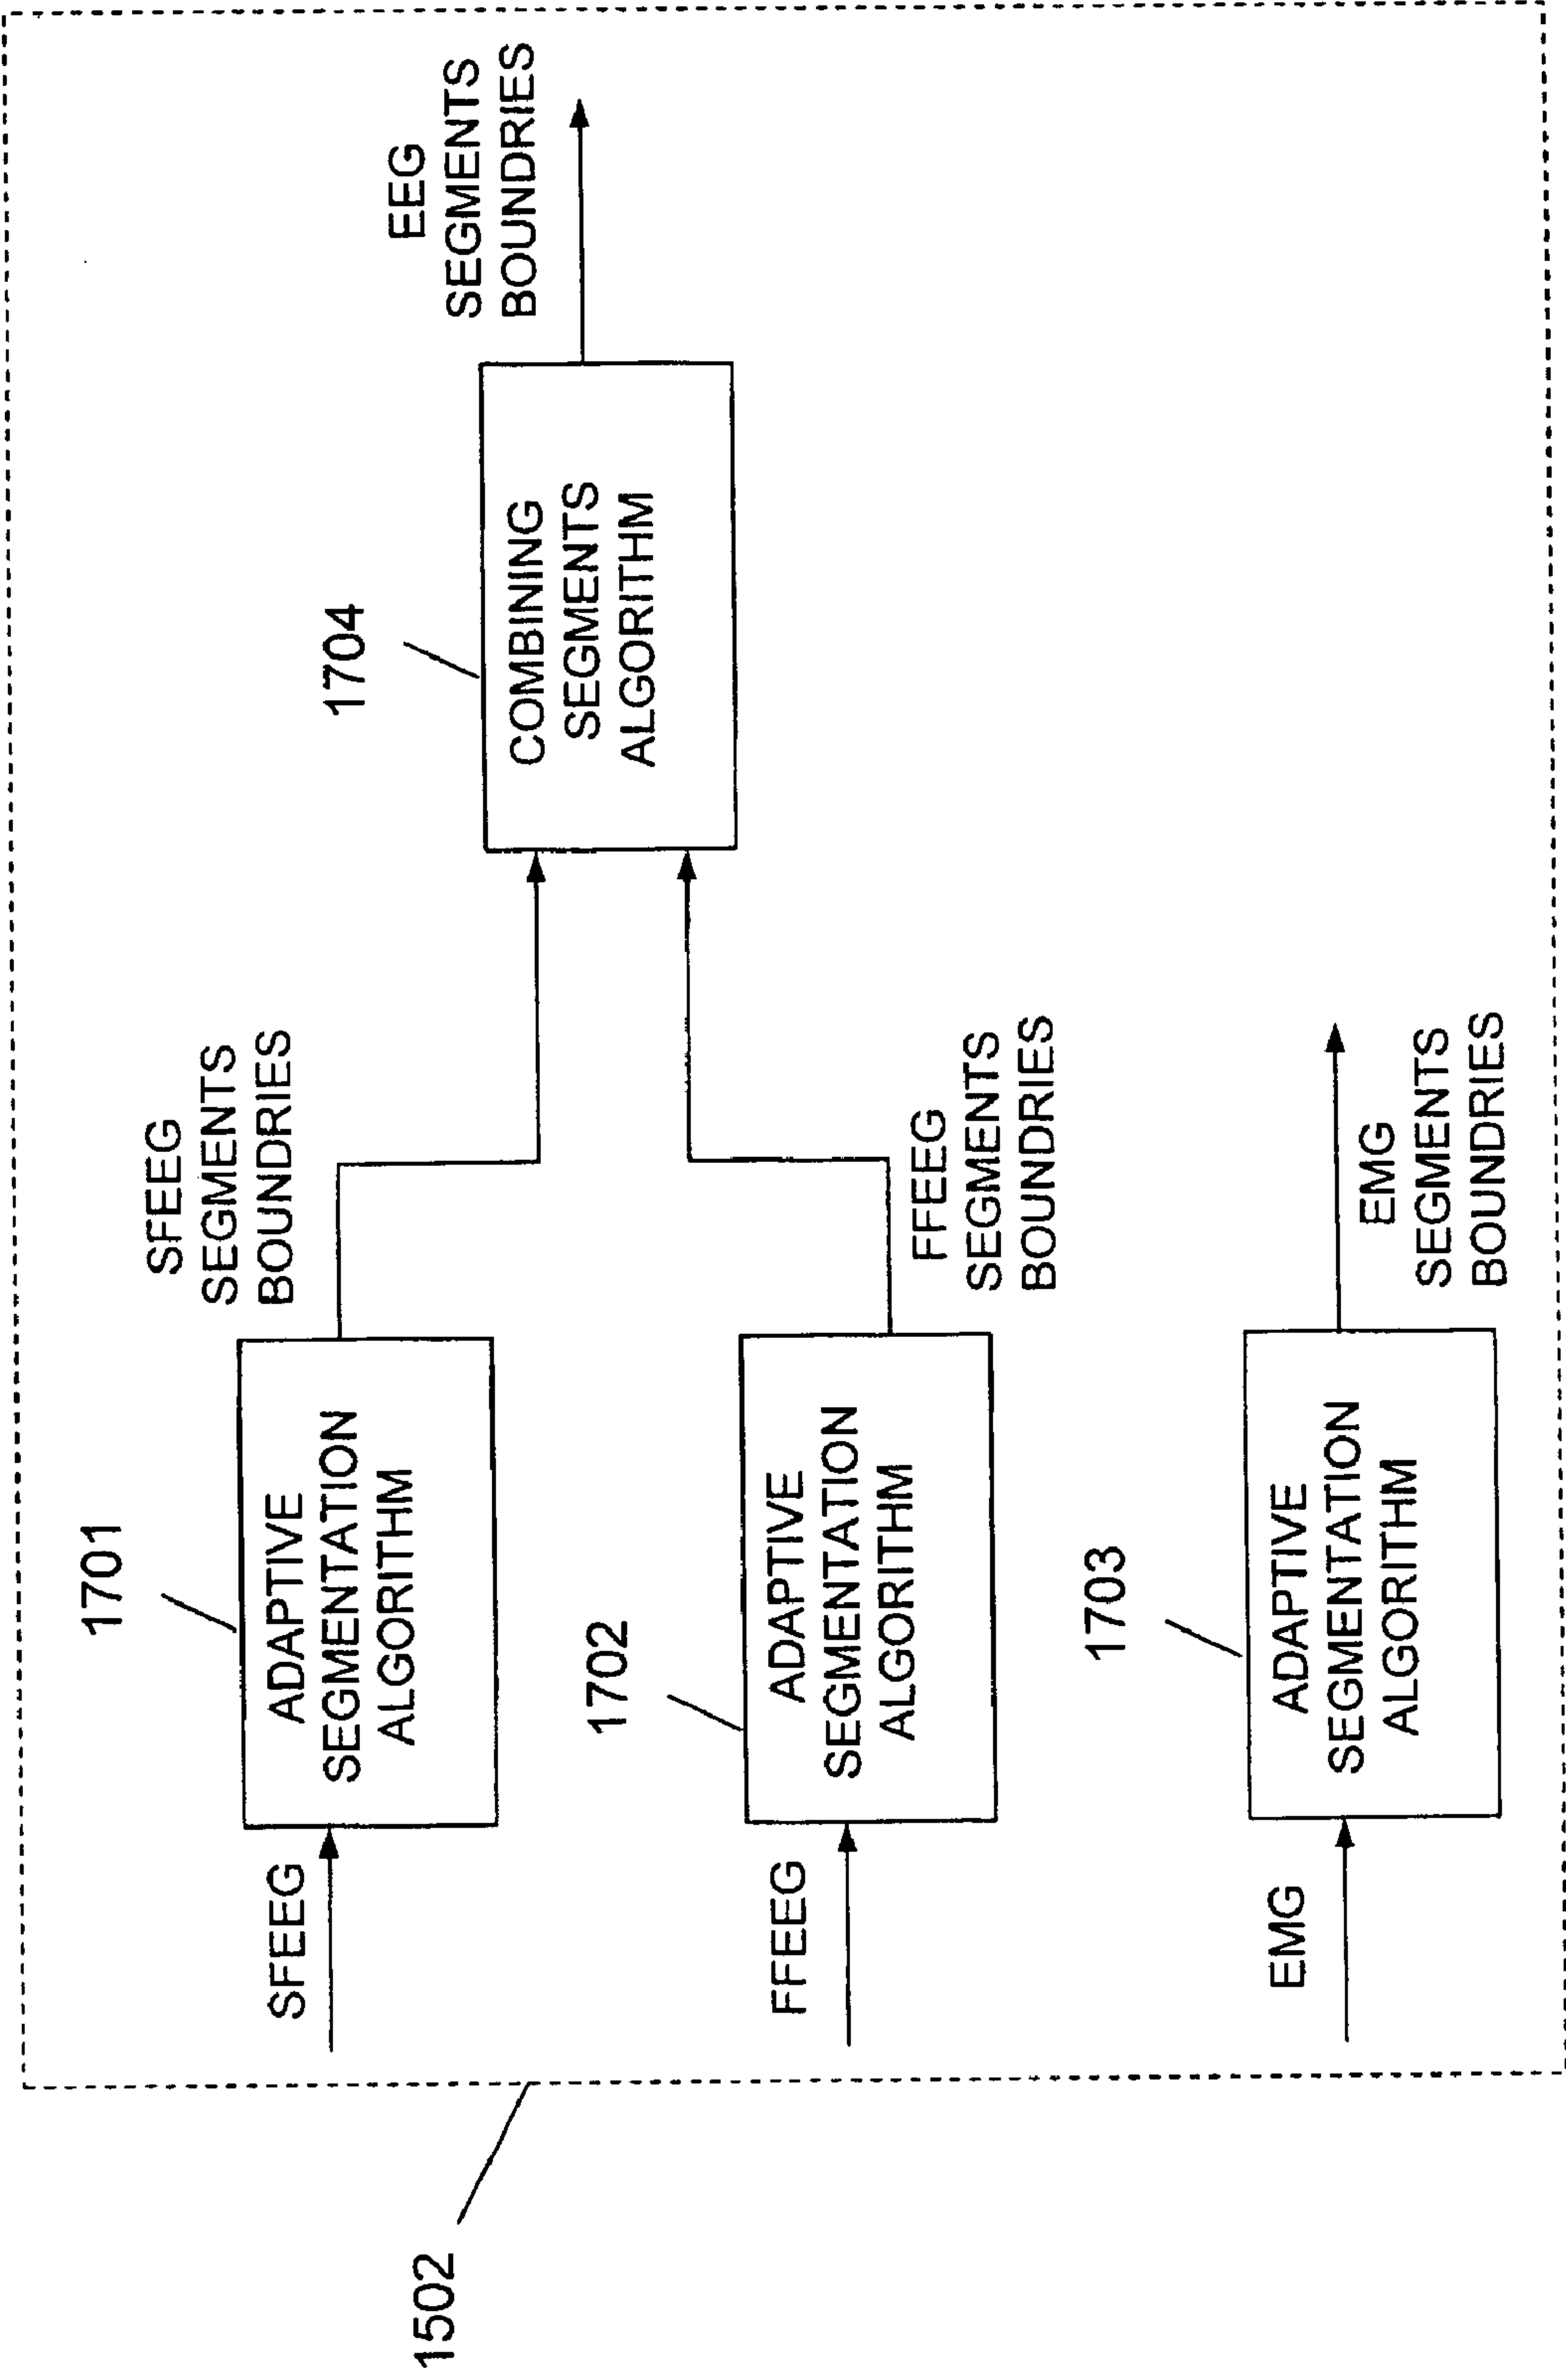 1701
SFEEG
ADAPTIVE
SEGMENTATION
ALGORITHM
SFEEG
SEGMENTS
BOUNDRIES
1704
COMBINING
SEGMENTS
ALGORITHM
EEG
SEGMENTS
BOUNDRIES
1702
FFEEG
ADAPTIVE
SEGMENTATION
ALGORITHM
FFEEG
SEGMENTS
BOUNDRIES
1703
EMG
ADAPTIVE
SEGMENTATION
ALGORITHM
EMG
SEGMENTS
BOUNDRIES
1502